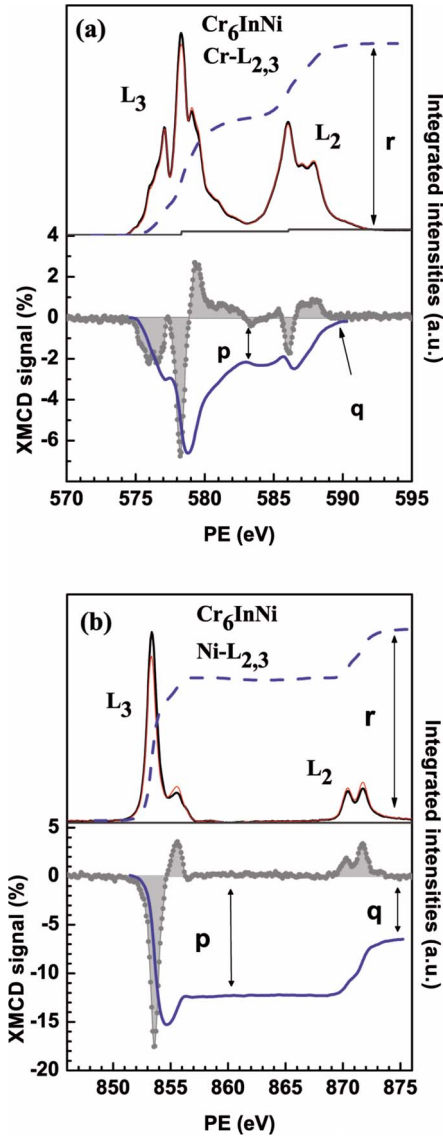 (a)
Cr6InNi
Cr-L2,3
L3
L2
r
Integrated intensities (a.u.)
4
2
0
-2
-4
-6
XMCD signal (%)
p
q
570 575 580 585 590 595
PE (eV)
(b)
Cr6InNi
Ni-L2,3
L3
L2
r
Integrated intensities (a.u.)
5
0
-5
-10
-15
-20
XMCD signal (%)
p
q
850 855 860 865 870 875
PE (eV)